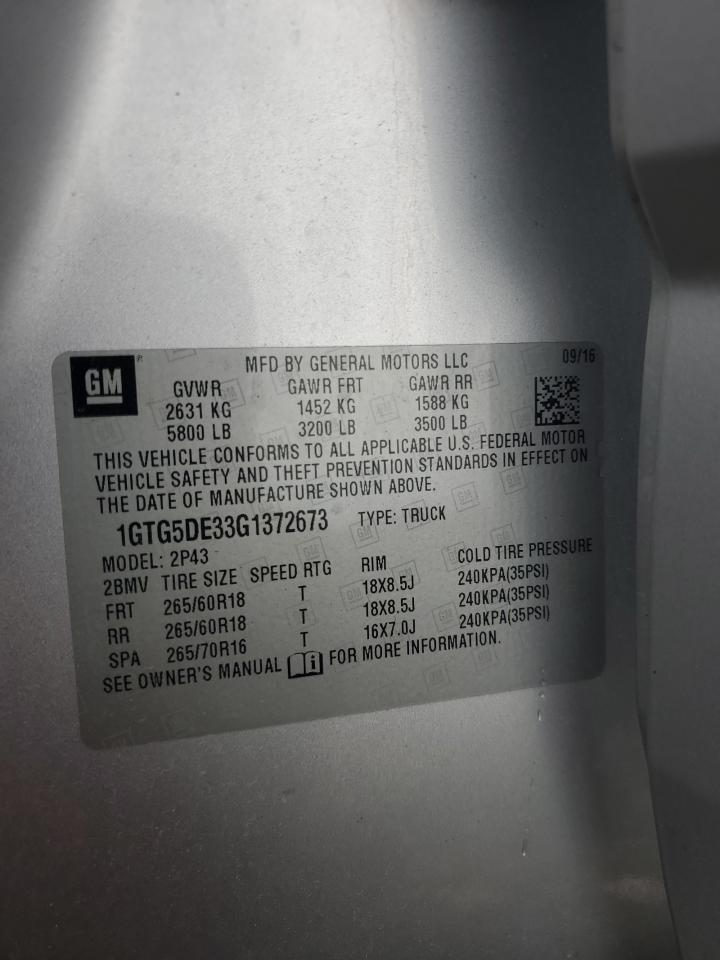 GM
MFD BY GENERAL MOTORS LLC 09/16
GVWR GAWR FRT GAWR RR
2631 KG 1452 KG 1588 KG
5800 LB 3200 LB 3500 LB
THIS VEHICLE CONFORMS TO ALL APPLICABLE U.S. FEDERAL MOTOR
VEHICLE SAFETY AND THEFT PREVENTION STANDARDS IN EFFECT ON
THE DATE OF MANUFACTURE SHOWN ABOVE.
1GTG5DE33G1372673 TYPE: TRUCK
MODEL: 2P43
2BMV TIRE SIZE SPEED RTG RIM COLD TIRE PRESSURE
FRT 265/60R18 T 18X8.5J 240KPA(35PSI)
RR 265/60R18 T 18X8.5J 240KPA(35PSI)
SPA 265/70R16 T 16X7.0J 240KPA(35PSI)
SEE OWNER'S MANUAL i FOR MORE INFORMATION.